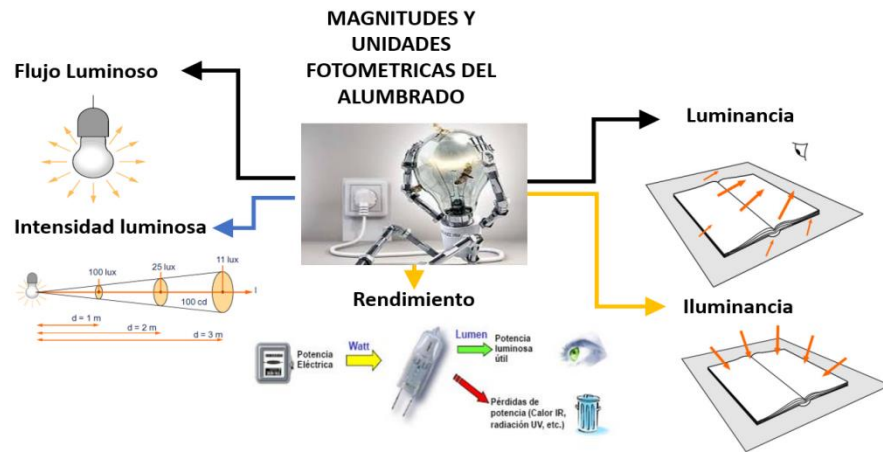 MAGNITUDES Y
UNIDADES
FOTOMETRICAS DEL
ALUMBRADO
Flujo Luminoso
Luminancia
Intensidad luminosa
100 lux
25 lux
11 lux
100 cd
I
d = 1 m
d = 2 m
d = 3 m
Rendimiento
Potencia
Eléctrica
Watt
Lumen
Potencia
luminosa
útil
Pérdidas de
potencia (Calor IR,
radiación UV, etc.)
Iluminancia